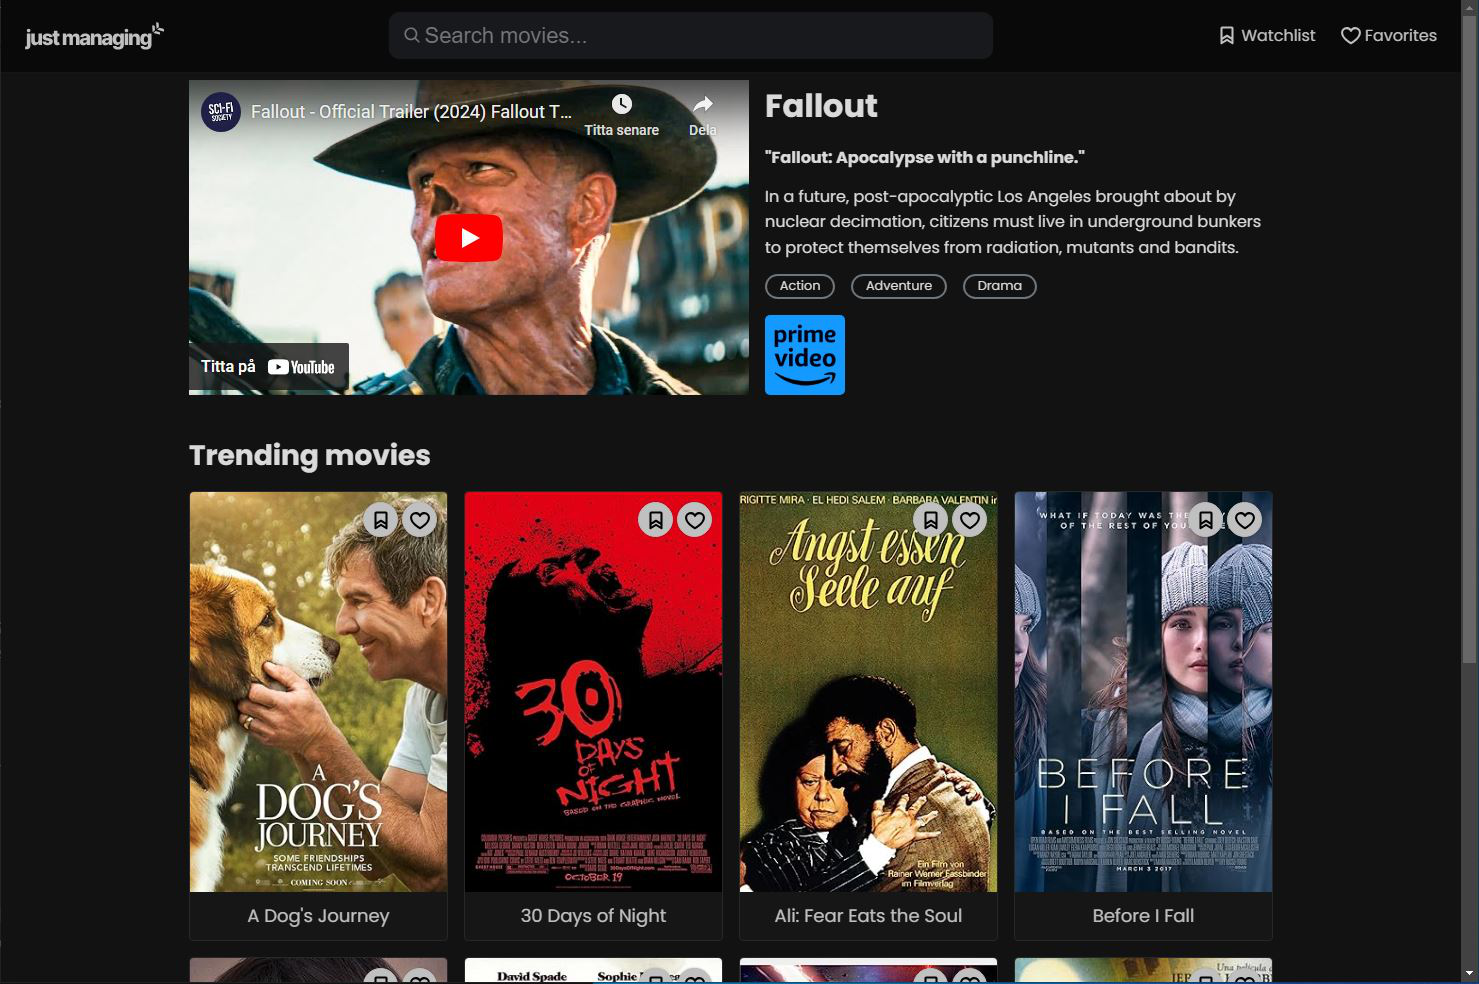 just managing
Search movies...
Watchlist
Favorites
SCI-FI
SOCIETY
Fallout - Official Trailer (2024) Fallout T...
Titta senare
Dela
Titta på
YouTube
Fallout
"Fallout: Apocalypse with a punchline."
In a future, post-apocalyptic Los Angeles brought about by
nuclear decimation, citizens must live in underground bunkers
to protect themselves from radiation, mutants and bandits.
Action
Adventure
Drama
prime
video
Trending movies
A
DOG'S
JOURNEY
SOME FRIENDSHIPS
TRANSCEND LIFETIMES
COMING SOON
A Dog's Journey
30
DAYS
OF
NIGHT
BASED ON THE GRAPHIC NOVEL
OCTOBER 19
30 Days of Night
RIGITTE MIRA · EL HEDI SALEM · BARBARA VALENTIN in
Angst essen
Seele auf
Ein Film von
Rainer Werner Fassbinder
im Filmverlag
Ali: Fear Eats the Soul
WHAT IF TODAY WAS THE
OF THE REST OF YOU
BEFORE
I FALL
BASED ON THE BEST SELLING NOVEL
MARCH 3 2017
Before I Fall
David Spade
Sophie
Una película d